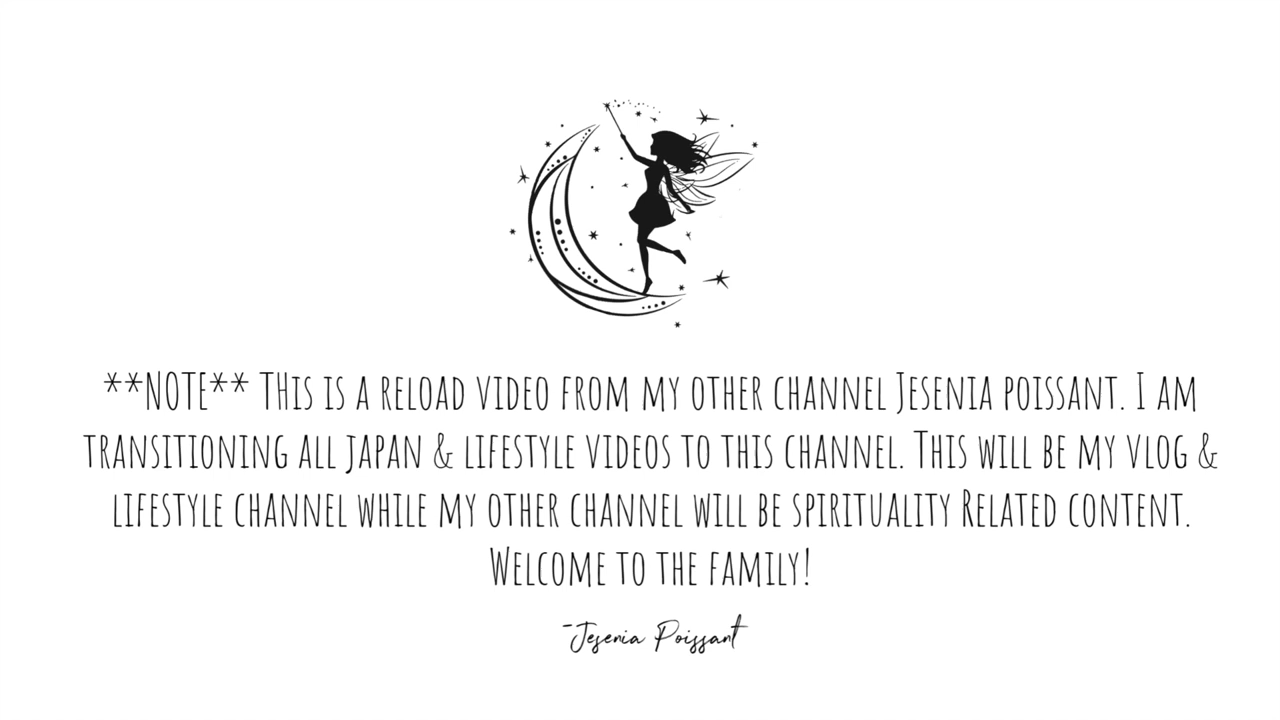 **NOTE** THis is a reload video from my other channel Jesenia poissant. I am
transitioning all japan & lifestyle videos to this channel. This will be my vlog &
lifestyle channel while my other channel will be spirituality Related content.
Welcome to the family!
-Jesenia Poissant